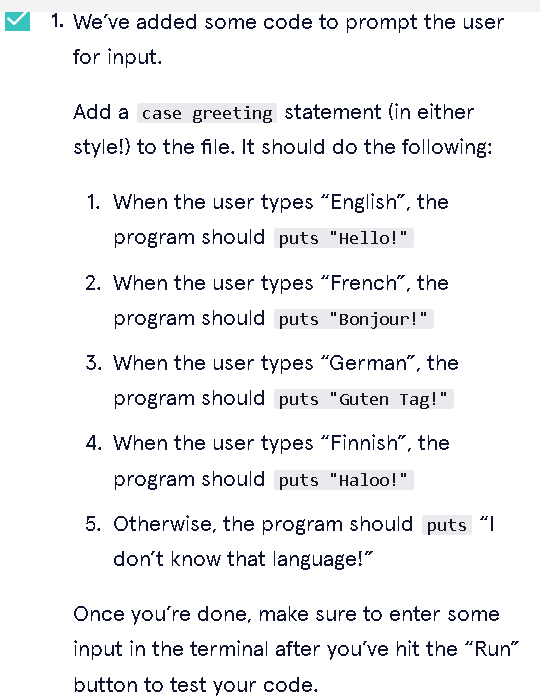 1. We’ve added some code to prompt the user
for input.
Add a case greeting statement (in either
style!) to the file. It should do the following:
1. When the user types “English”, the
program should puts "Hello!"
2. When the user types “French”, the
program should puts "Bonjour!"
3. When the user types “German”, the
program should puts "Guten Tag!"
4. When the user types “Finnish”, the
program should puts "Haloo!"
5. Otherwise, the program should puts “I
don’t know that language!”
Once you’re done, make sure to enter some
input in the terminal after you’ve hit the “Run”
button to test your code.